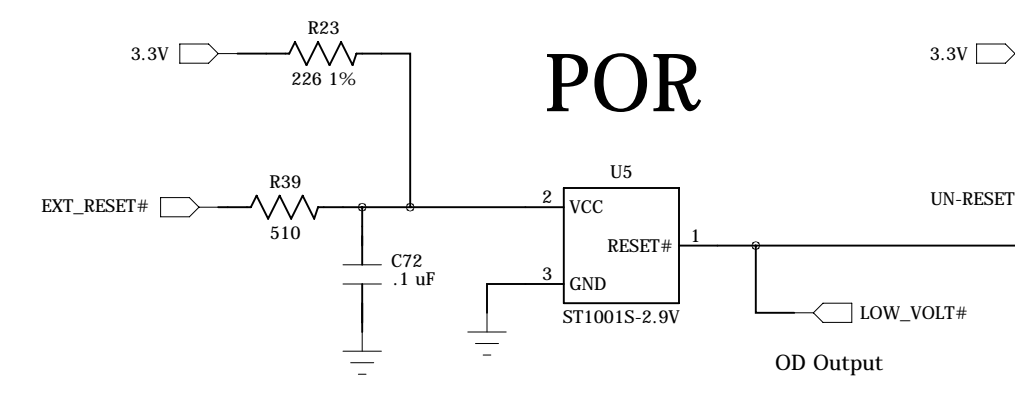 R23
3.3V
226 1%
POR
3.3V
U5
R39
EXT_RESET#
510
2
VCC
UN-RESET
RESET#
1
C72
.1 uF
3
GND
ST1001S-2.9V
LOW_VOLT#
OD Output